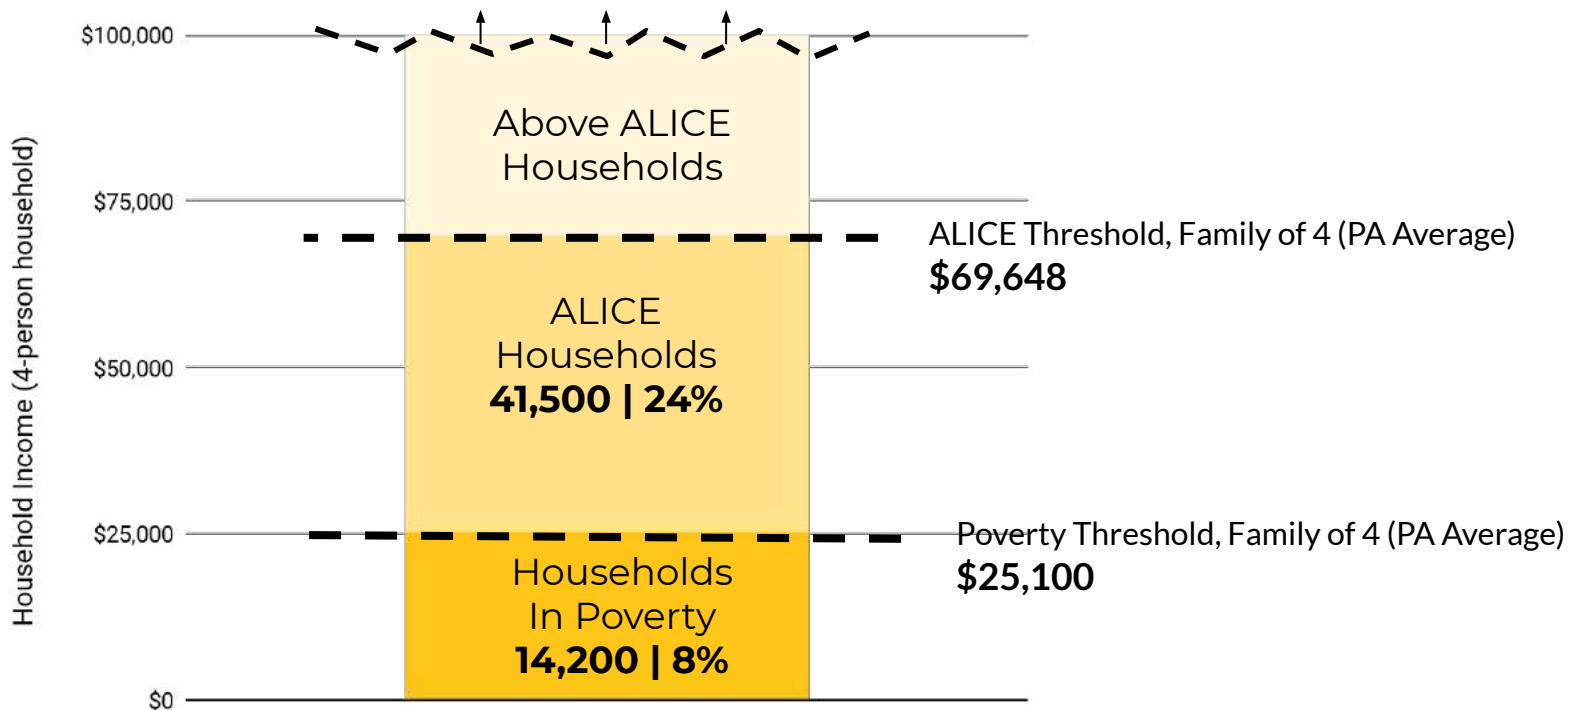 Household Income (4-person household)
$100,000
$75,000
$50,000
$25,000
$0
Above ALICE
Households
ALICE
Households
41,500 | 24%
Households
In Poverty
14,200 | 8%
ALICE Threshold, Family of 4 (PA Average)
$69,648
Poverty Threshold, Family of 4 (PA Average)
$25,100